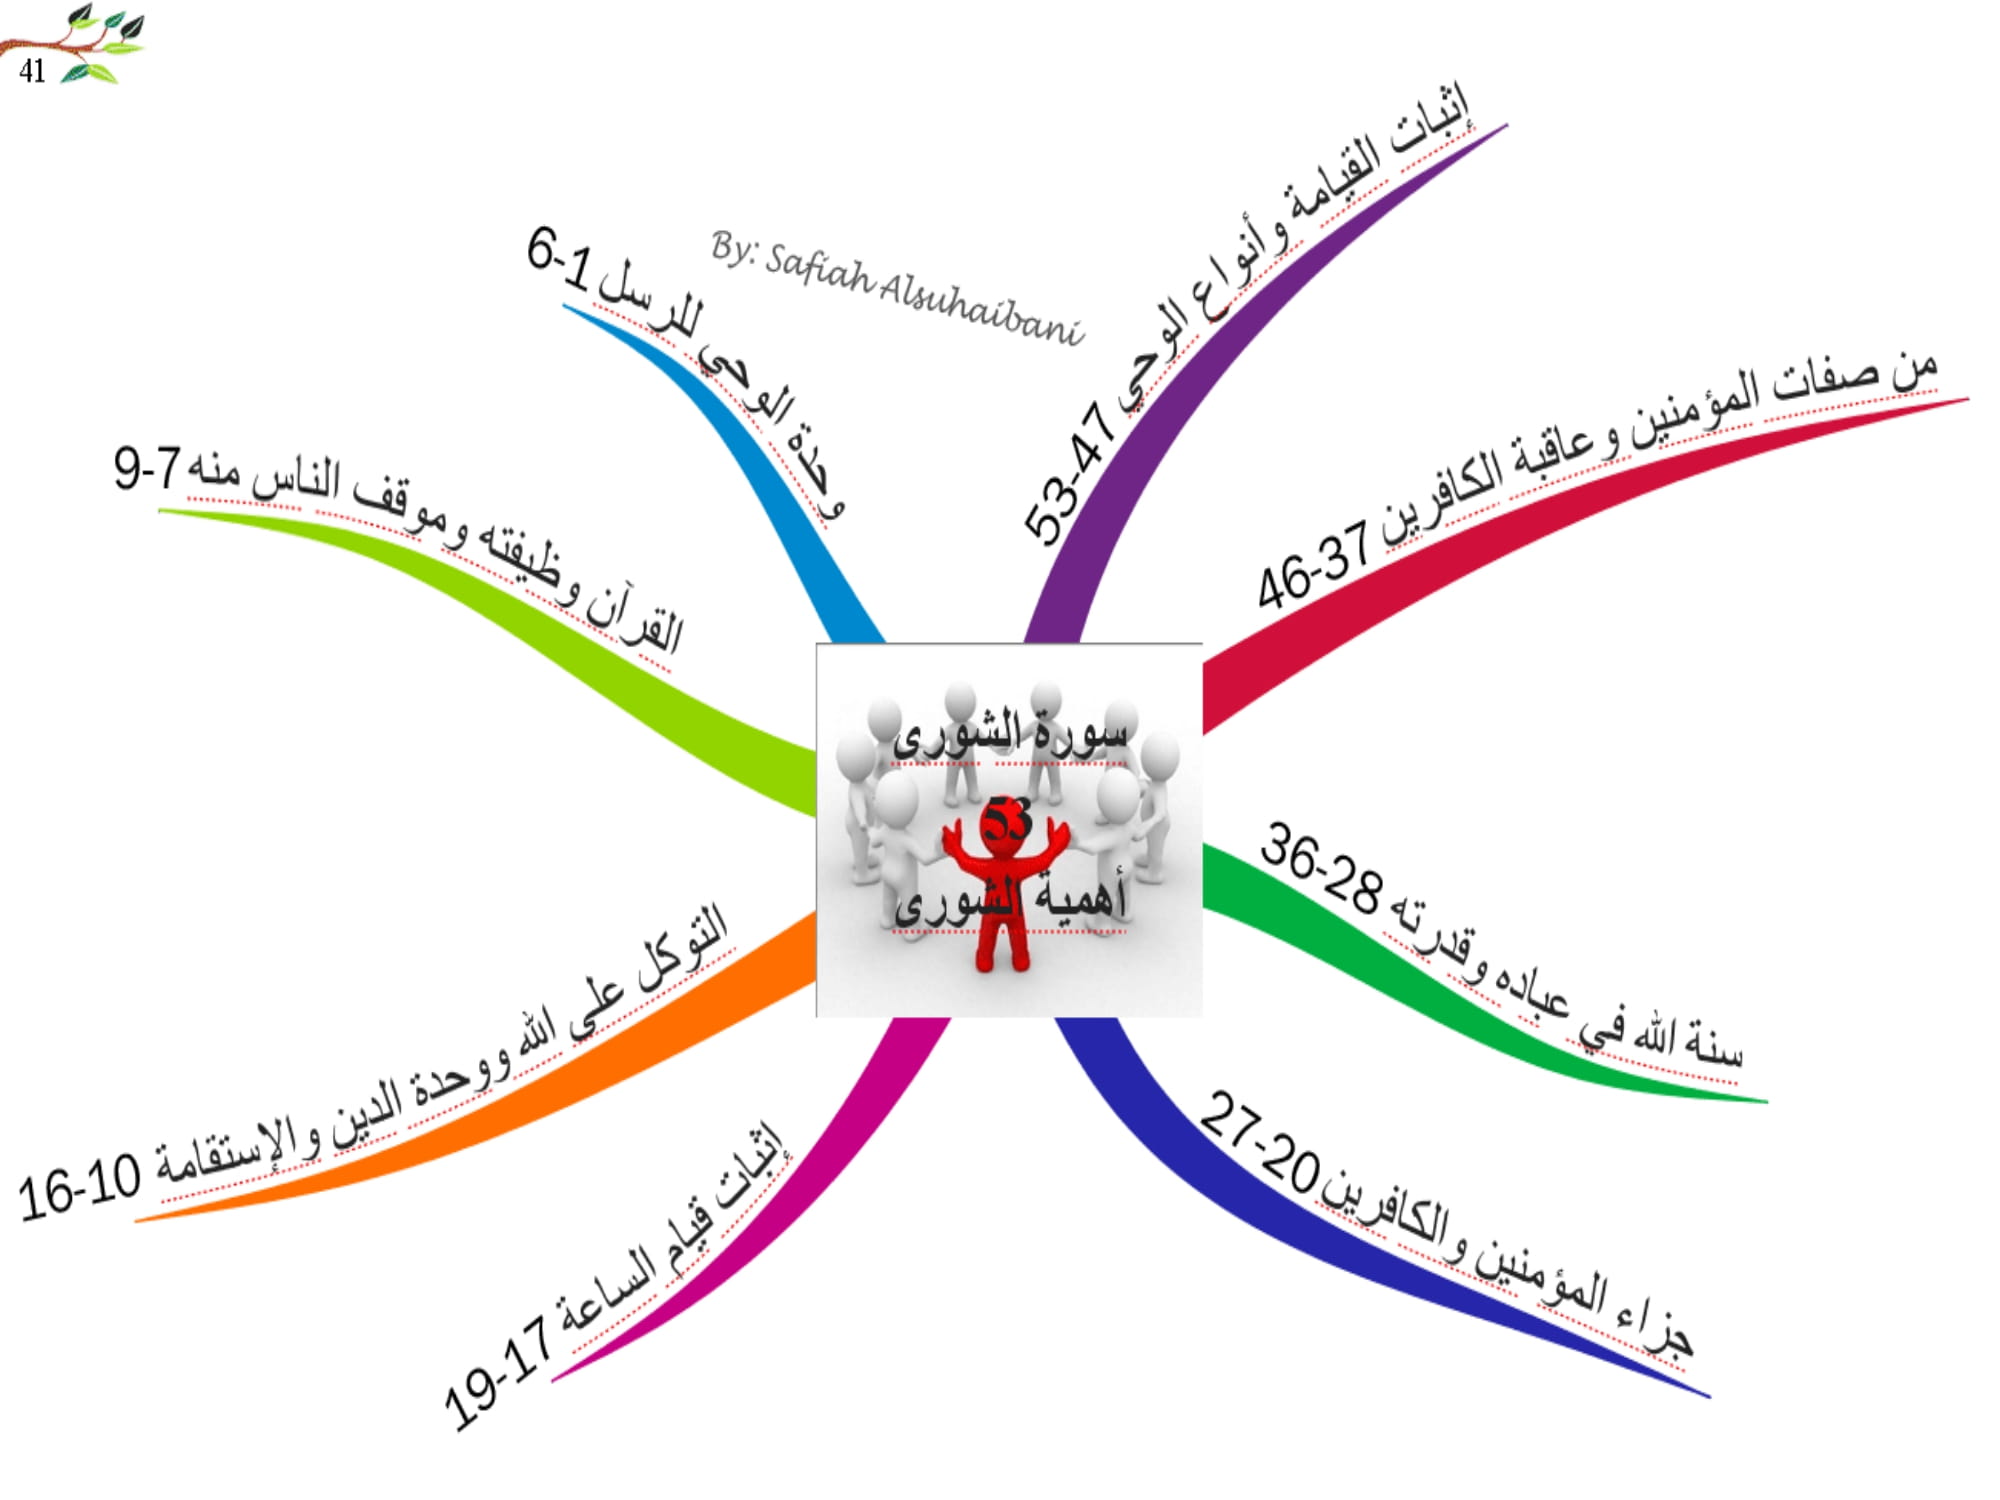 41
By: Safiah Alsuhaibani
سورة الشورى
53
أهمية الشورى
إثبات القيامة وأنواع الوحي 47-53
من صفات المؤمنين وعاقبة الكافرين 37-46
سنة الله في عباده وقدرته 28-36
جزاء المؤمنين والكافرين 20-27
إثبات قيام الساعة 17-19
التوكل على الله ووحدة الدين والإستقامة 10-16
القرآن وظيفته وموقف الناس منه 7-9
وحدة الوحي للرسل 1-6